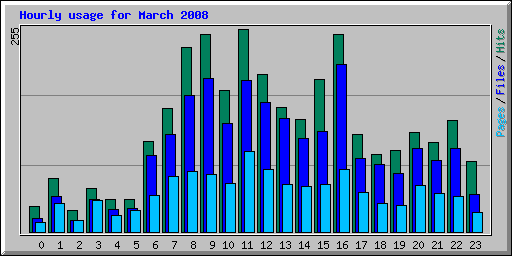 Hourly usage for March 2008
255
Pages / Files / Hits
0 1 2 3 4 5 6 7 8 9 10 11 12 13 14 15 16 17 18 19 20 21 22 23